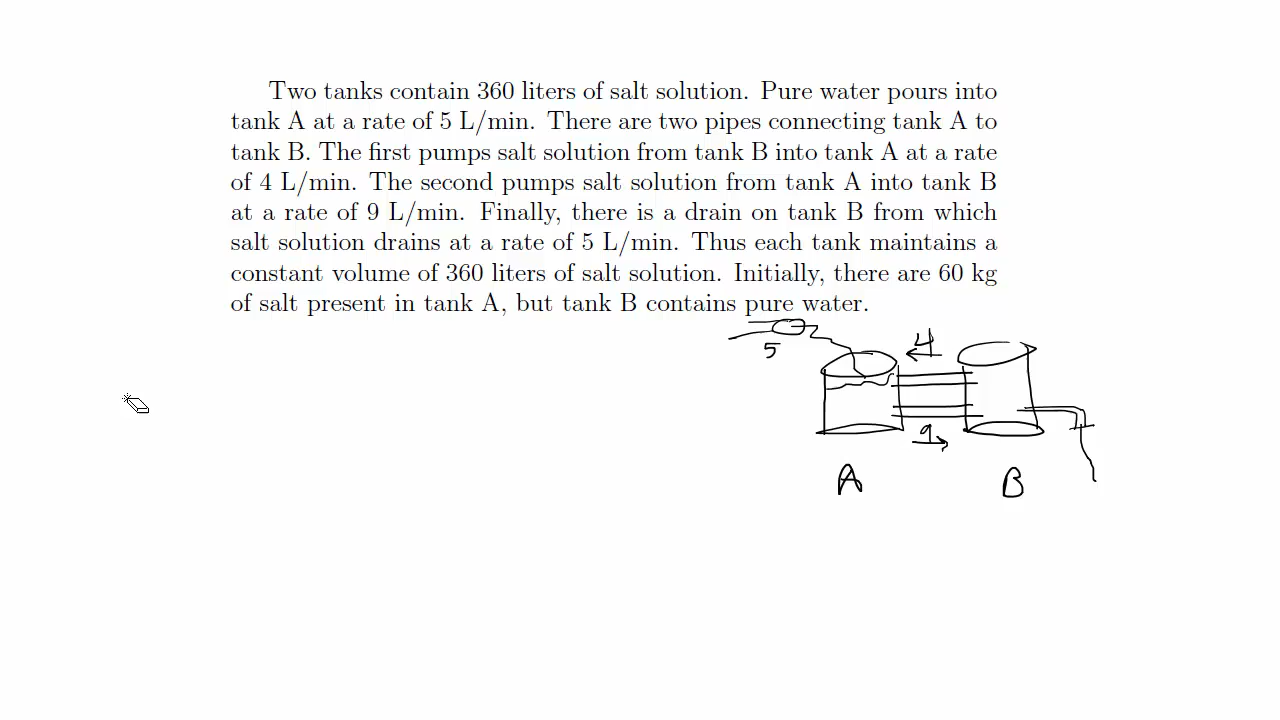 Two tanks contain 360 liters of salt solution. Pure water pours into
tank A at a rate of 5 L/min. There are two pipes connecting tank A to
tank B. The first pumps salt solution from tank B into tank A at a rate
of 4 L/min. The second pumps salt solution from tank A into tank B
at a rate of 9 L/min. Finally, there is a drain on tank B from which
salt solution drains at a rate of 5 L/min. Thus each tank maintains a
constant volume of 360 liters of salt solution. Initially, there are 60 kg
of salt present in tank A, but tank B contains pure water.
5
4
9
A B